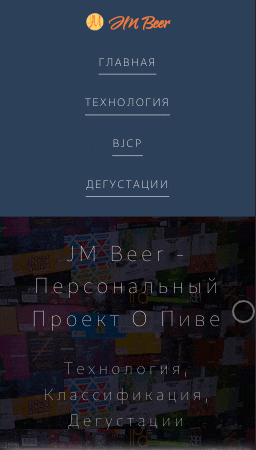 JM Beer
ГЛАВНАЯ
ТЕХНОЛОГИЯ
BJCP
ДЕГУСТАЦИИ
JM Beer -
Персональный
Проект О Пиве
Технология,
Классификация,
Дегустации